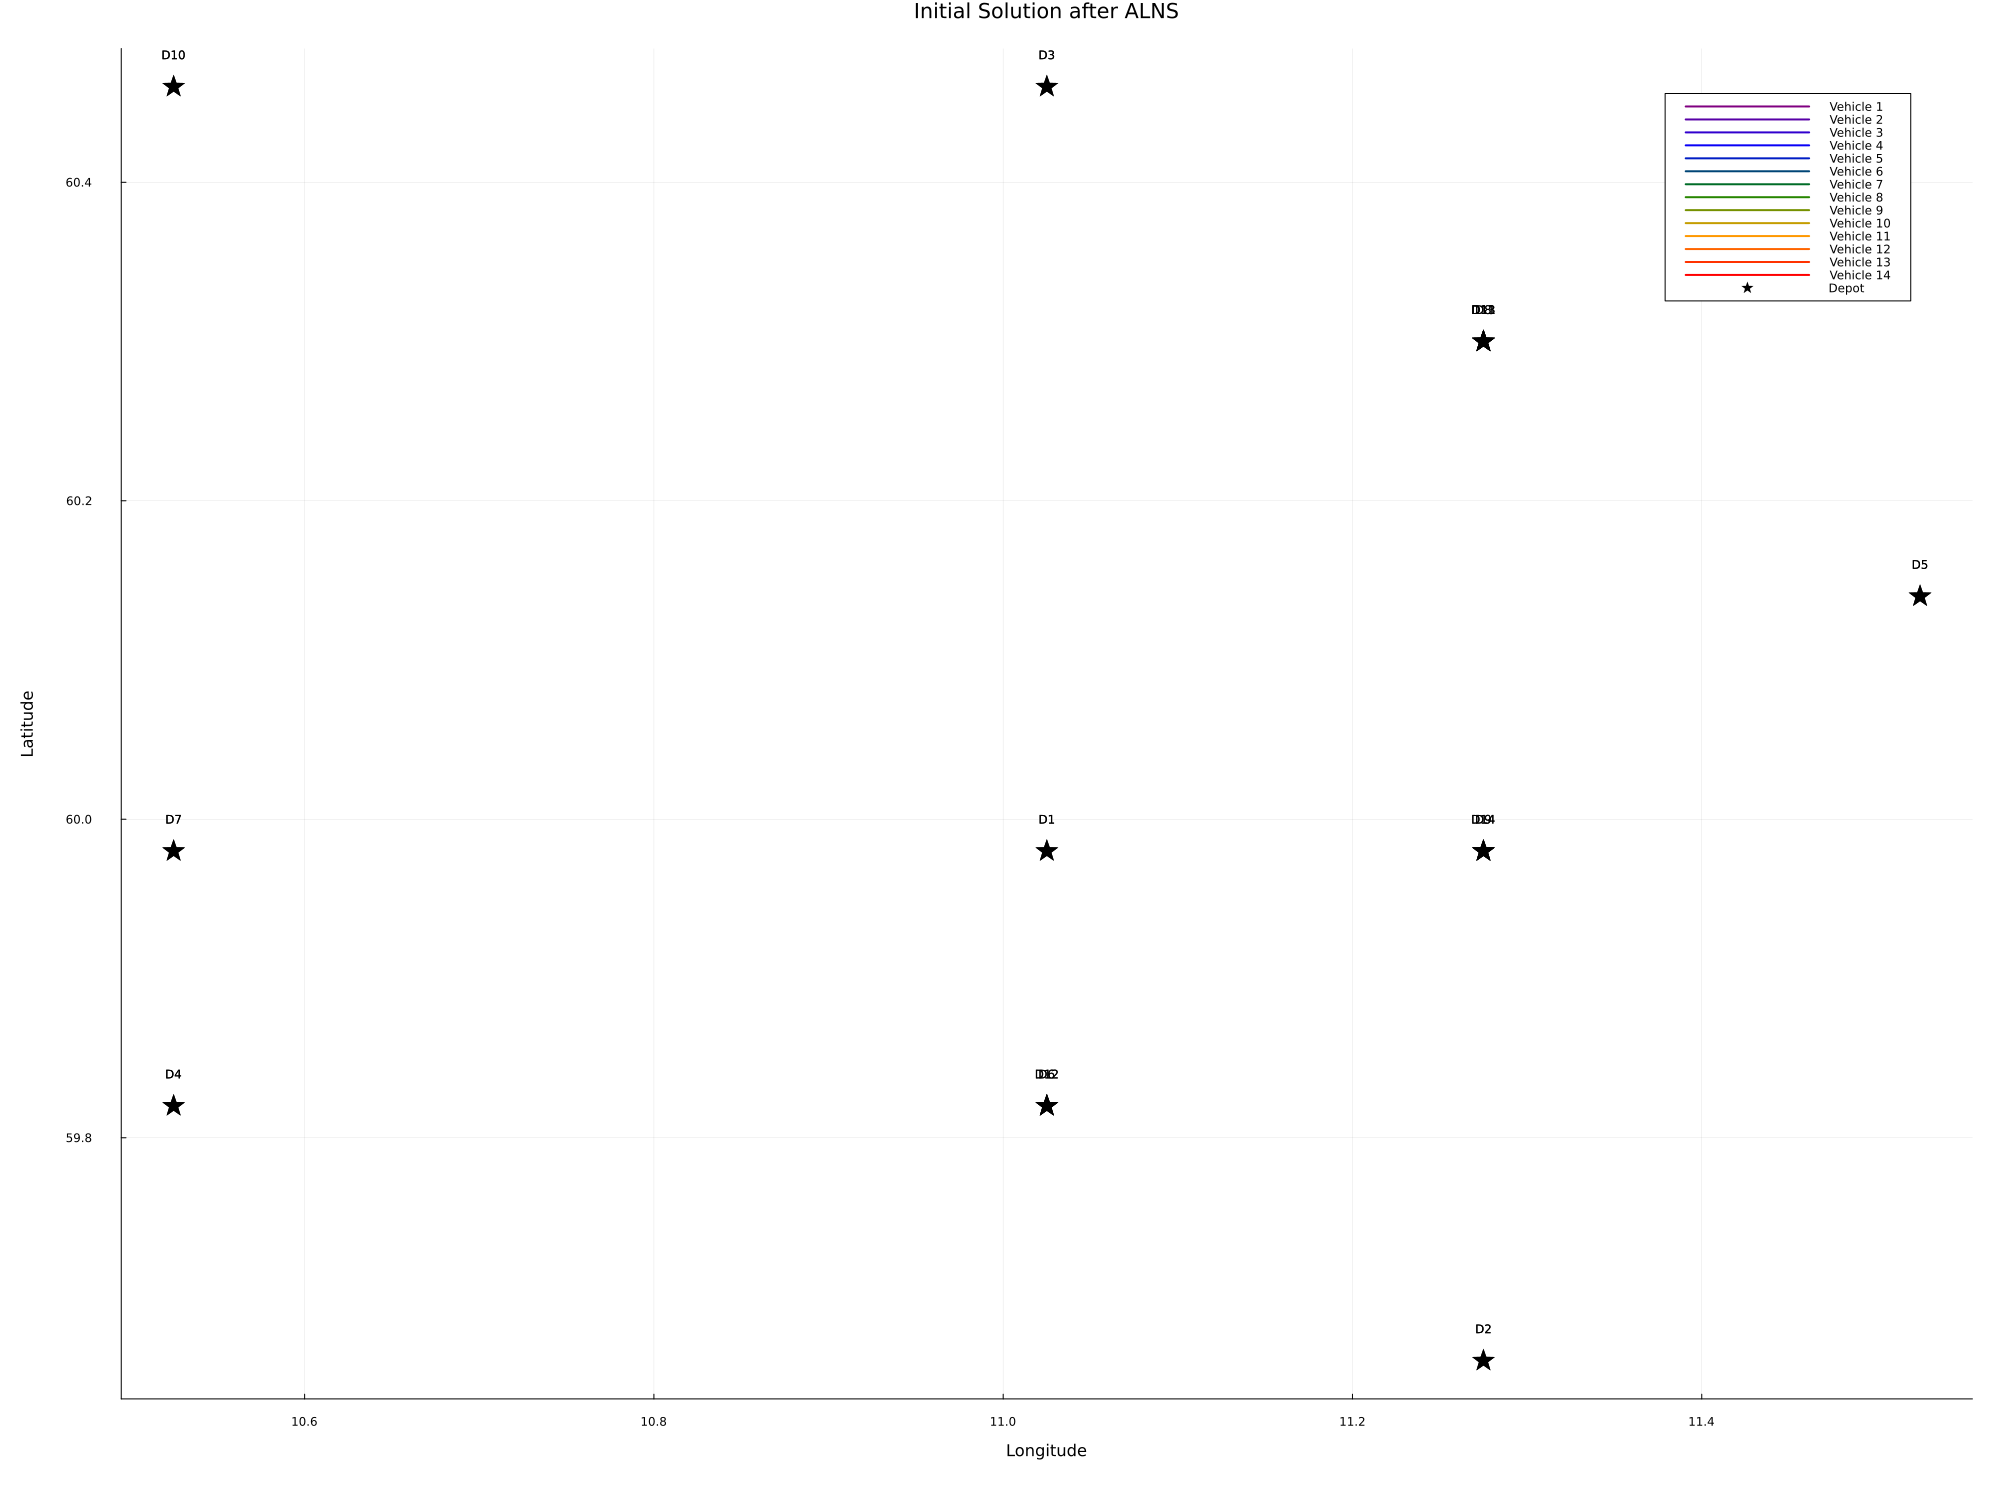 Initial Solution after ALNS
D10
D3
Vehicle 1
Vehicle 2
Vehicle 3
Vehicle 4
Vehicle 5
Vehicle 6
Vehicle 7
Vehicle 8
Vehicle 9
Vehicle 10
Vehicle 11
Vehicle 12
Vehicle 13
Vehicle 14
Depot
60.4
60.2
D5
60.0
D7
D1
D4
59.8
D2
10.6
10.8
11.0
11.2
11.4
Longitude
Latitude